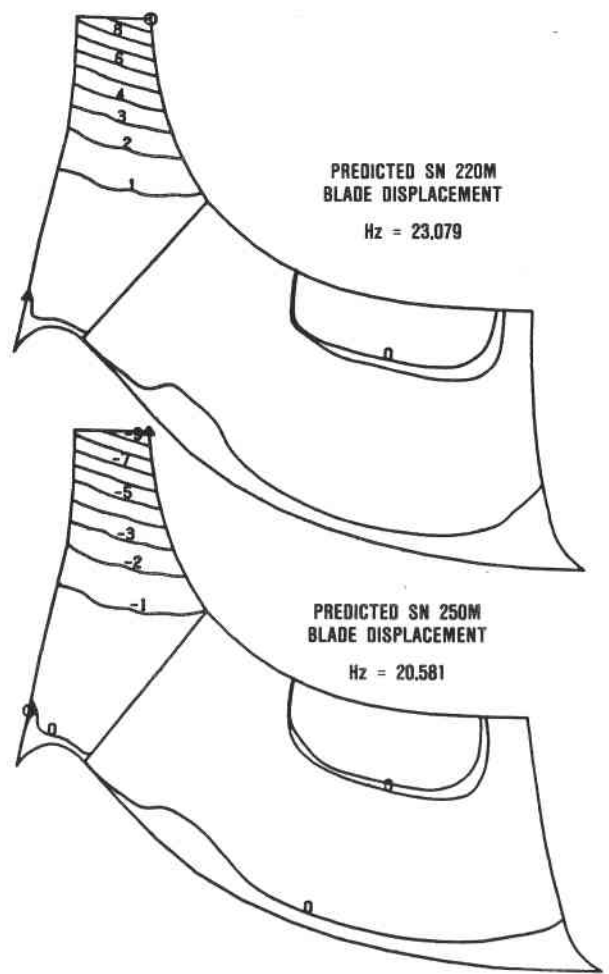 8
6
4
3
2
1
PREDICTED SN 220M
BLADE DISPLACEMENT
Hz = 23.079
0
-9
-7
-5
-3
-2
-1
PREDICTED SN 250M
BLADE DISPLACEMENT
Hz = 20.581
0
0
0